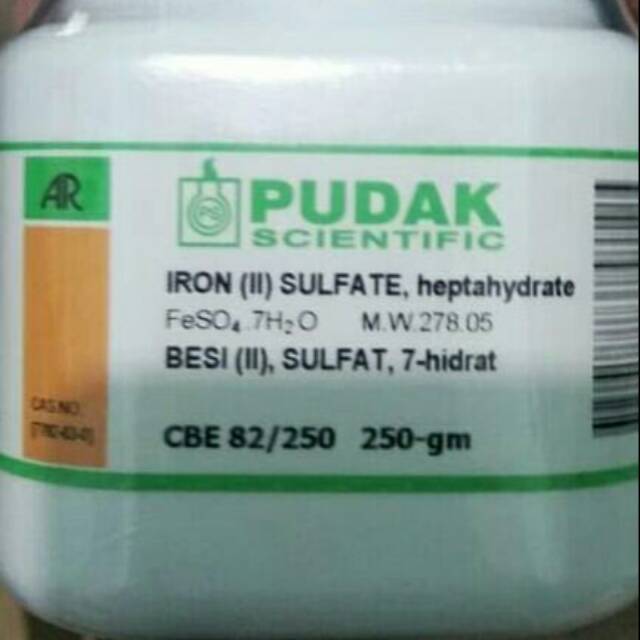 AR
PUDAK
SCIENTIFIC
IRON (II) SULFATE, heptahydrate
FeSO₄.7H₂O M.W.278.05
BESI (II), SULFAT, 7-hidrat
CAS.NO.
CBE 82/250 250-gm